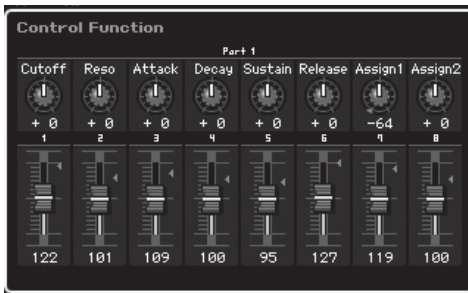 Control Function
Part 1
Cutoff Reso Attack Decay Sustain Release Assign1 Assign2
+ 0 + 0 + 0 + 0 + 0 + 0 -64 + 0
1 2 3 4 5 6 7 8
122 101 109 100 95 127 119 100